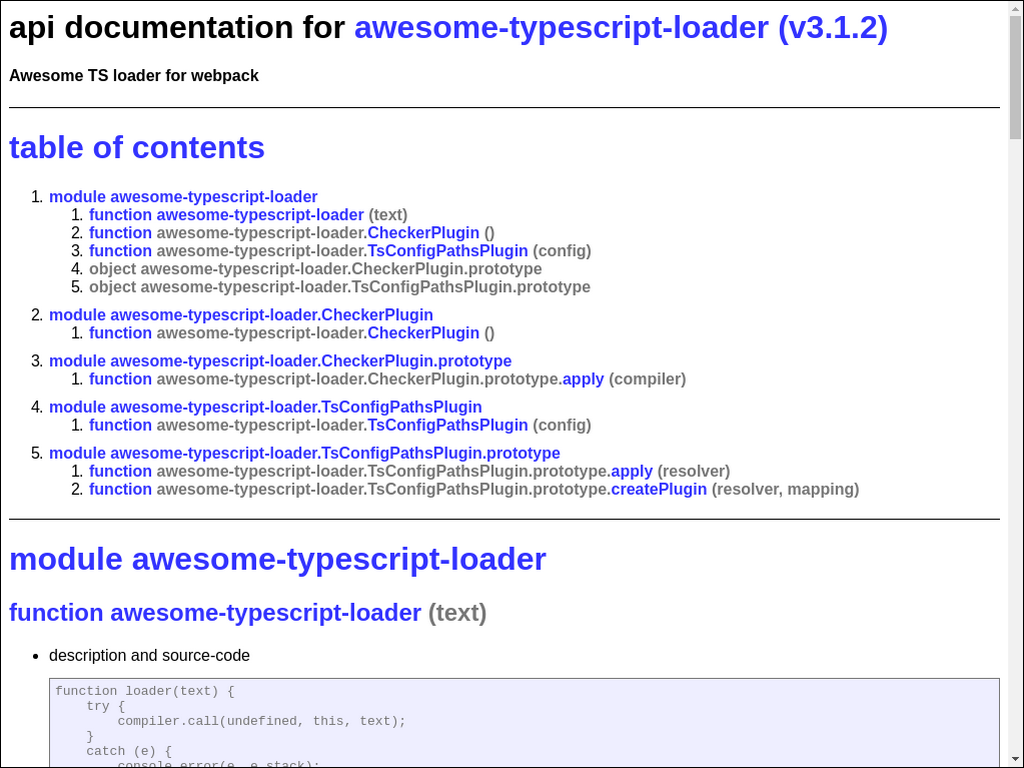 api documentation for awesome-typescript-loader (v3.1.2)
Awesome TS loader for webpack
table of contents
1. module awesome-typescript-loader
1. function awesome-typescript-loader (text)
2. function awesome-typescript-loader.CheckerPlugin ()
3. function awesome-typescript-loader.TsConfigPathsPlugin (config)
4. object awesome-typescript-loader.CheckerPlugin.prototype
5. object awesome-typescript-loader.TsConfigPathsPlugin.prototype
2. module awesome-typescript-loader.CheckerPlugin
1. function awesome-typescript-loader.CheckerPlugin ()
3. module awesome-typescript-loader.CheckerPlugin.prototype
1. function awesome-typescript-loader.CheckerPlugin.prototype.apply (compiler)
4. module awesome-typescript-loader.TsConfigPathsPlugin
1. function awesome-typescript-loader.TsConfigPathsPlugin (config)
5. module awesome-typescript-loader.TsConfigPathsPlugin.prototype
1. function awesome-typescript-loader.TsConfigPathsPlugin.prototype.apply (resolver)
2. function awesome-typescript-loader.TsConfigPathsPlugin.prototype.createPlugin (resolver, mapping)
module awesome-typescript-loader
function awesome-typescript-loader (text)
• description and source-code
function loader(text) {
try {
compiler.call(undefined, this, text);
}
catch (e) {
console.error(e, e.stack);